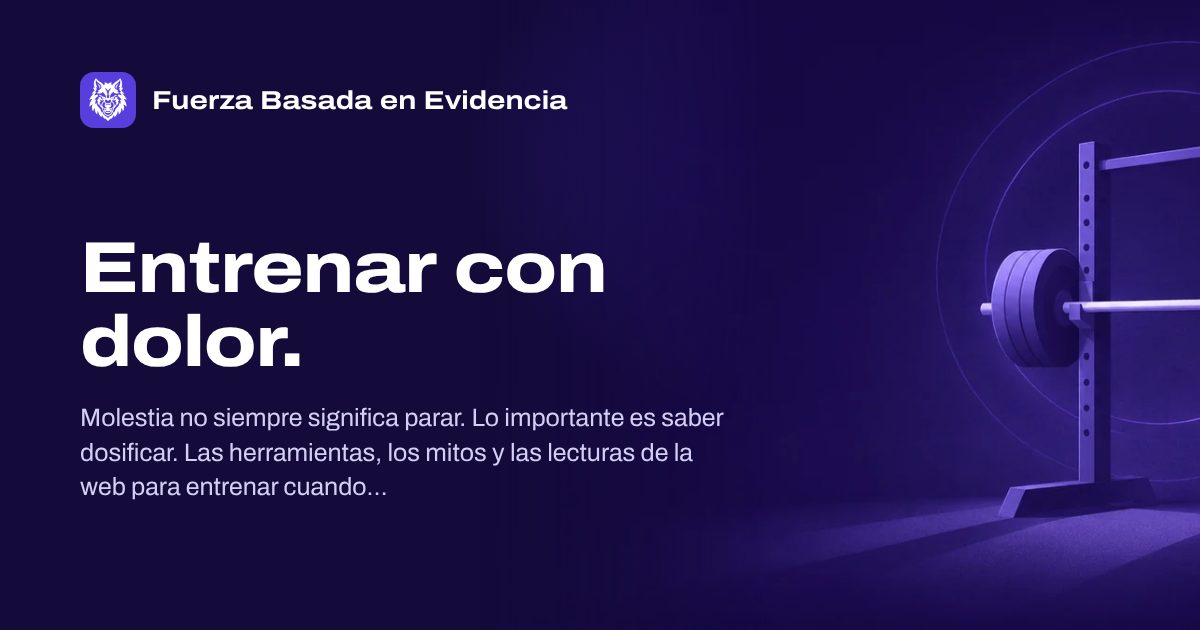 Fuerza Basada en Evidencia
Entrenar con
dolor.
Molestia no siempre significa parar. Lo importante es saber
dosificar. Las herramientas, los mitos y las lecturas de la
web para entrenar cuando...